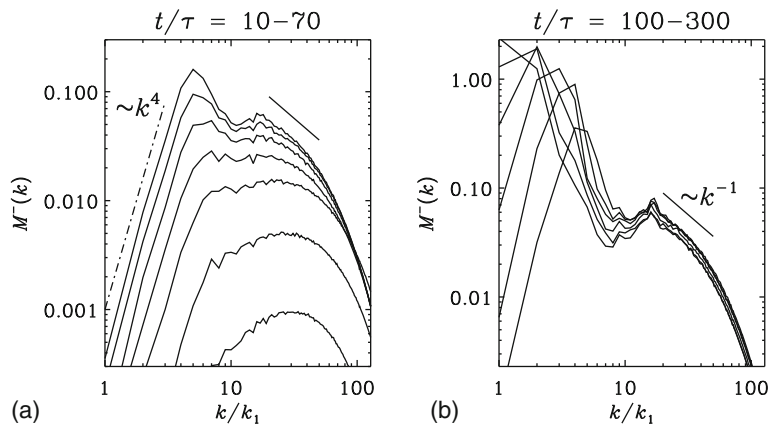 t/τ = 10−70
0.100
0.010
0.001
M⁻(k)
~k⁴
1
10
100
k/k₁
(a)
t/τ = 100−300
1.00
0.10
0.01
M⁻(k)
~k⁻¹
1
10
100
k/k₁
(b)